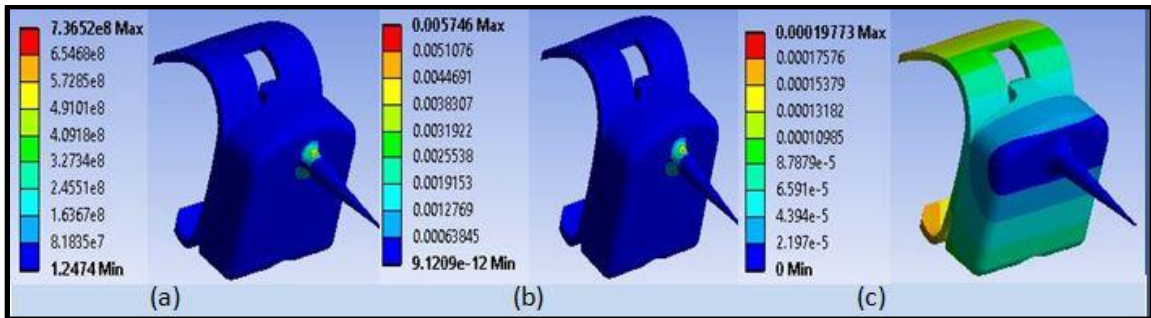 7.3652e8 Max
6.5468e8
5.7285e8
4.9101e8
4.0918e8
3.2734e8
2.4551e8
1.6367e8
8.1835e7
1.2474 Min
(a)
0.005746 Max
0.0051076
0.0044691
0.0038307
0.0031922
0.0025538
0.0019153
0.0012769
0.00063845
9.1209e-12 Min
(b)
0.00019773 Max
0.00017576
0.00015379
0.00013182
0.00010985
8.7879e-5
6.591e-5
4.394e-5
2.197e-5
0 Min
(c)